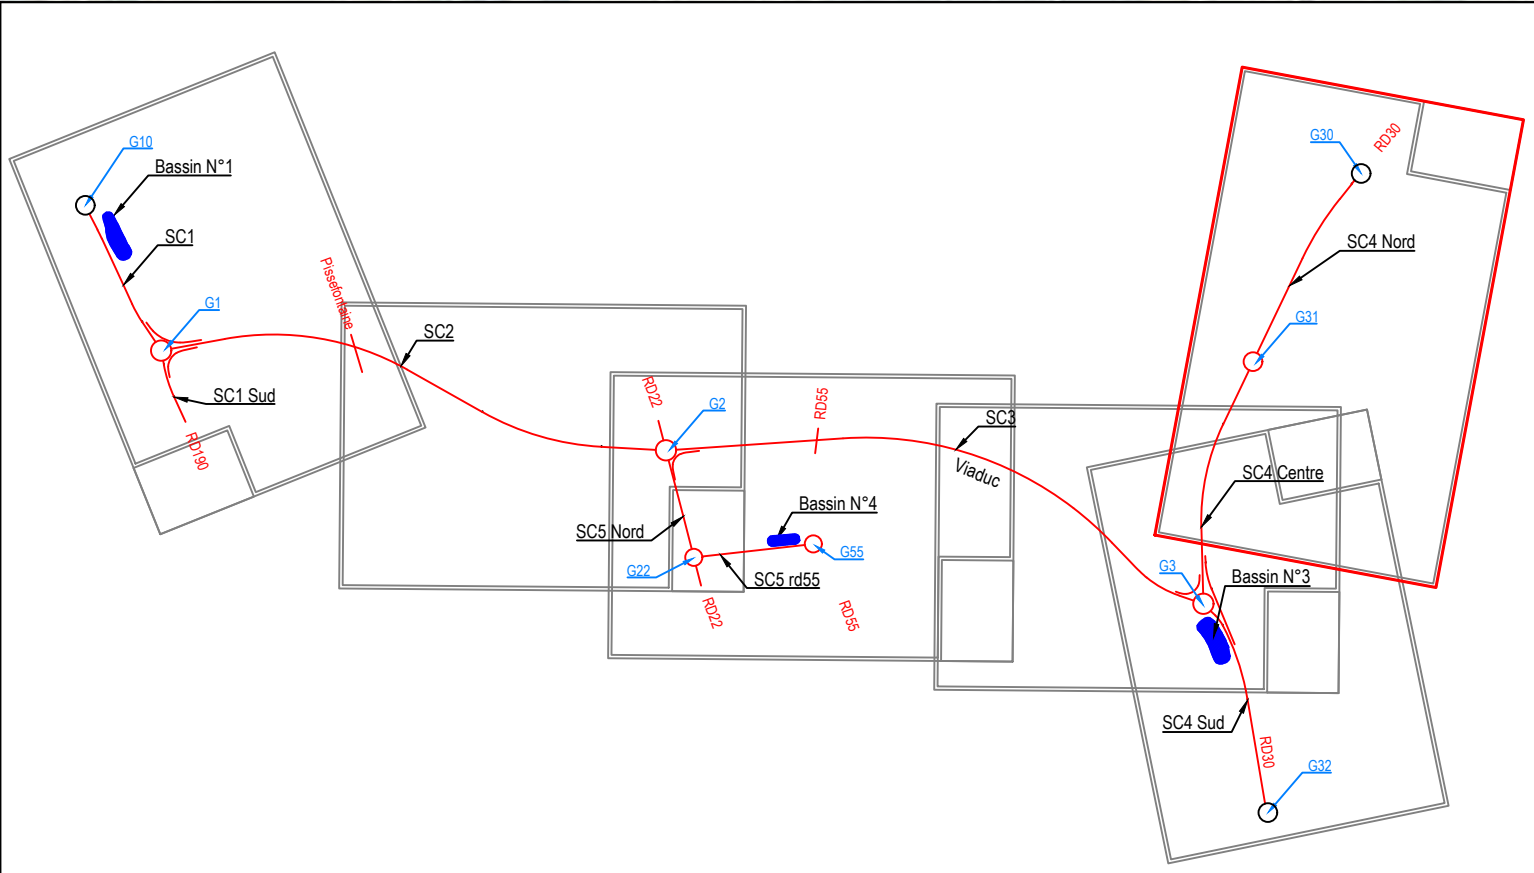 G10
Bassin N°1
SC1
G1
Pissefontaine
SC2
SC1 Sud
RD190
RD22
G2
RD55
SC3
Viaduc
SC5 Nord
Bassin N°4
G22
G55
SC5 rd55
RD22
RD55
G30
RD30
SC4 Nord
G31
SC4 Centre
G3
Bassin N°3
SC4 Sud
RD30
G32